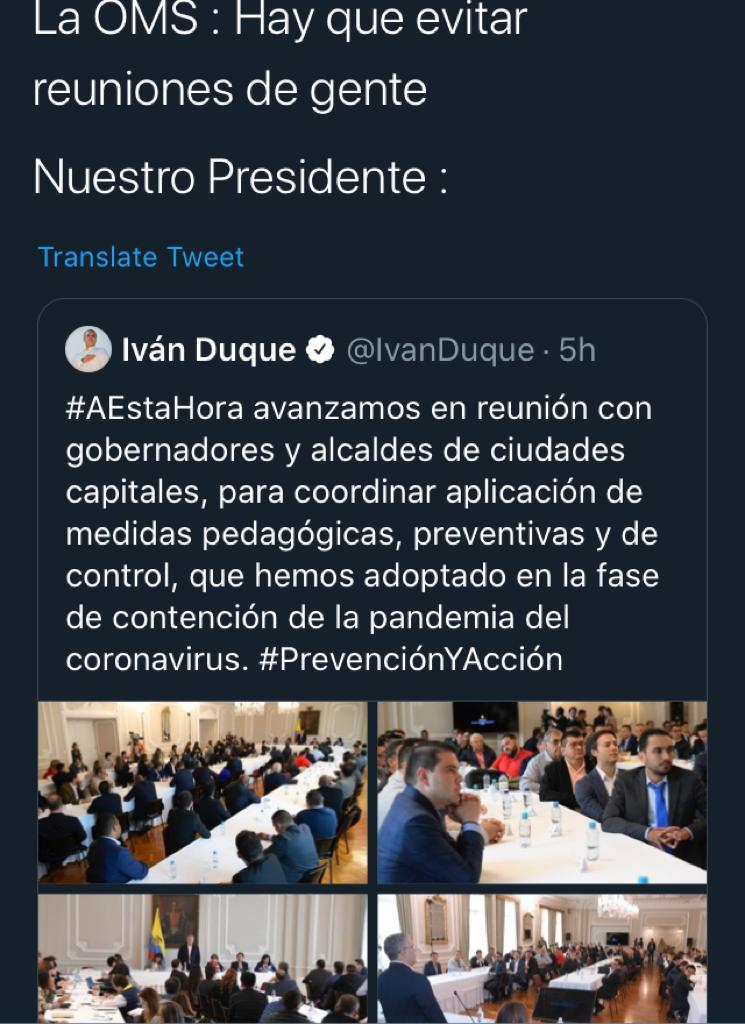 La OMS : Hay que evitar
reuniones de gente
Nuestro Presidente :
Translate Tweet
Iván Duque @IvanDuque · 5h
#AEstaHora avanzamos en reunión con
gobernadores y alcaldes de ciudades
capitales, para coordinar aplicación de
medidas pedagógicas, preventivas y de
control, que hemos adoptado en la fase
de contención de la pandemia del
coronavirus. #PrevenciónYAcción